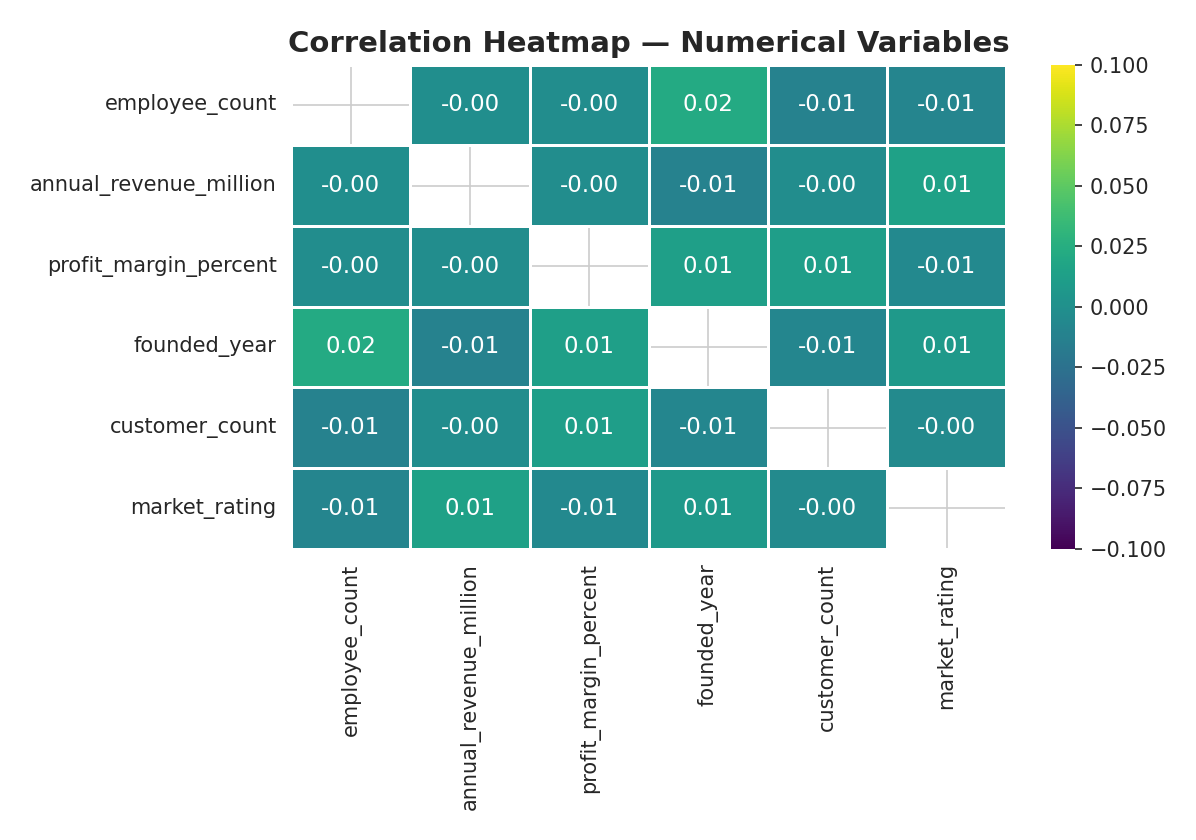 Correlation Heatmap — Numerical Variables
employee_count -0.00 -0.00 0.02 -0.01 -0.01
annual_revenue_million -0.00 -0.00 -0.01 -0.00 0.01
profit_margin_percent -0.00 -0.00 0.01 0.01 -0.01
founded_year 0.02 -0.01 0.01 -0.01 0.01
customer_count -0.01 -0.00 0.01 -0.01 -0.00
market_rating -0.01 0.01 -0.01 0.01 -0.00
employee_count
annual_revenue_million
profit_margin_percent
founded_year
customer_count
market_rating
0.100
0.075
0.050
0.025
0.000
−0.025
−0.050
−0.075
−0.100